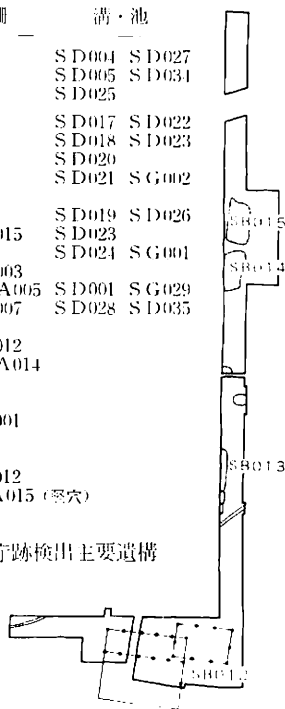 溝・池
SD004 SD027
SD005 SD034
SD025
SD017 SD022
SD018 SD023
SD020
SD021 SG002
SD019 SD026
015 SD023
SD024 SG001
003
A005 SD001 SG029
007 SD028 SD035
012
A014
001
012
A015（竪穴）
庁跡検出主要遺構
SB015
SB014
SB013
SB012